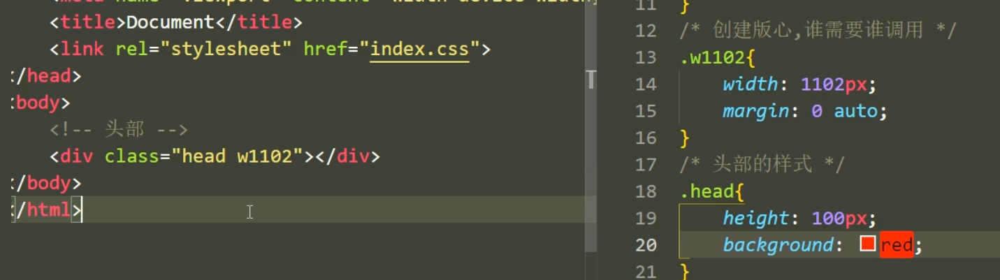 <title>Document</title>
<link rel="stylesheet" href="index.css">
/head>
body>
<!-- 头部 -->
<div class="head w1102"></div>
/body>
/html>
11 }
12 /* 创建版心,谁需要谁调用 */
13 .w1102{
14 width: 1102px;
15 margin: 0 auto;
16 }
17 /* 头部的样式 */
18 .head{
19 height: 100px;
20 background: red;
21 }